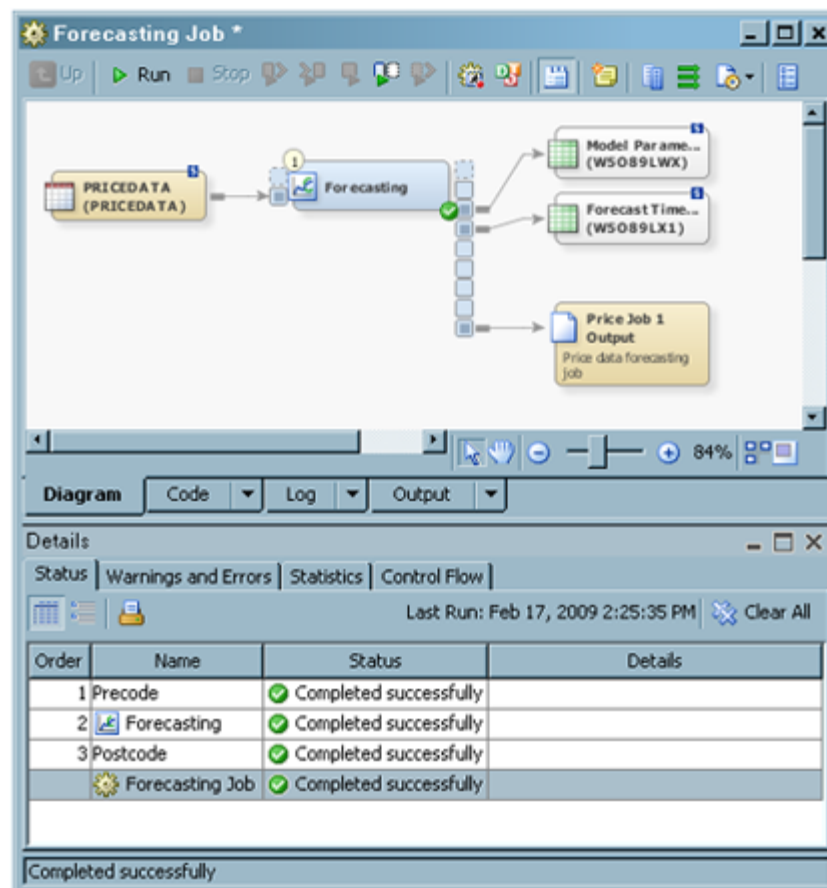 Forecasting Job *
Up Run Stop
PRICEDATA
(PRICEDATA)
1
Forecasting
Model Parame...
(W5O89LWX)
Forecast Time...
(W5O89LX1)
Price Job 1
Output
Price data forecasting
job
84%
Diagram Code Log Output
Details
Status Warnings and Errors Statistics Control Flow
Last Run: Feb 17, 2009 2:25:35 PM Clear All
Order Name Status Details
1 Precode Completed successfully
2 Forecasting Completed successfully
3 Postcode Completed successfully
Forecasting Job Completed successfully
Completed successfully